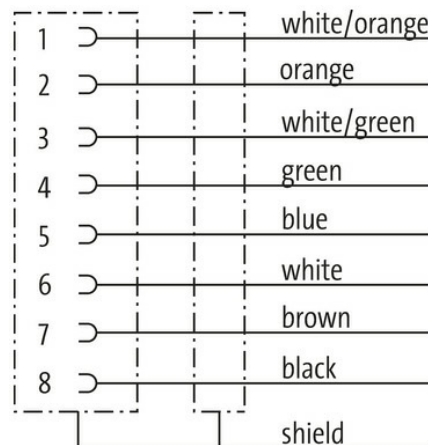 1 white/orange
2 orange
3 white/green
4 green
5 blue
6 white
7 brown
8 black
shield